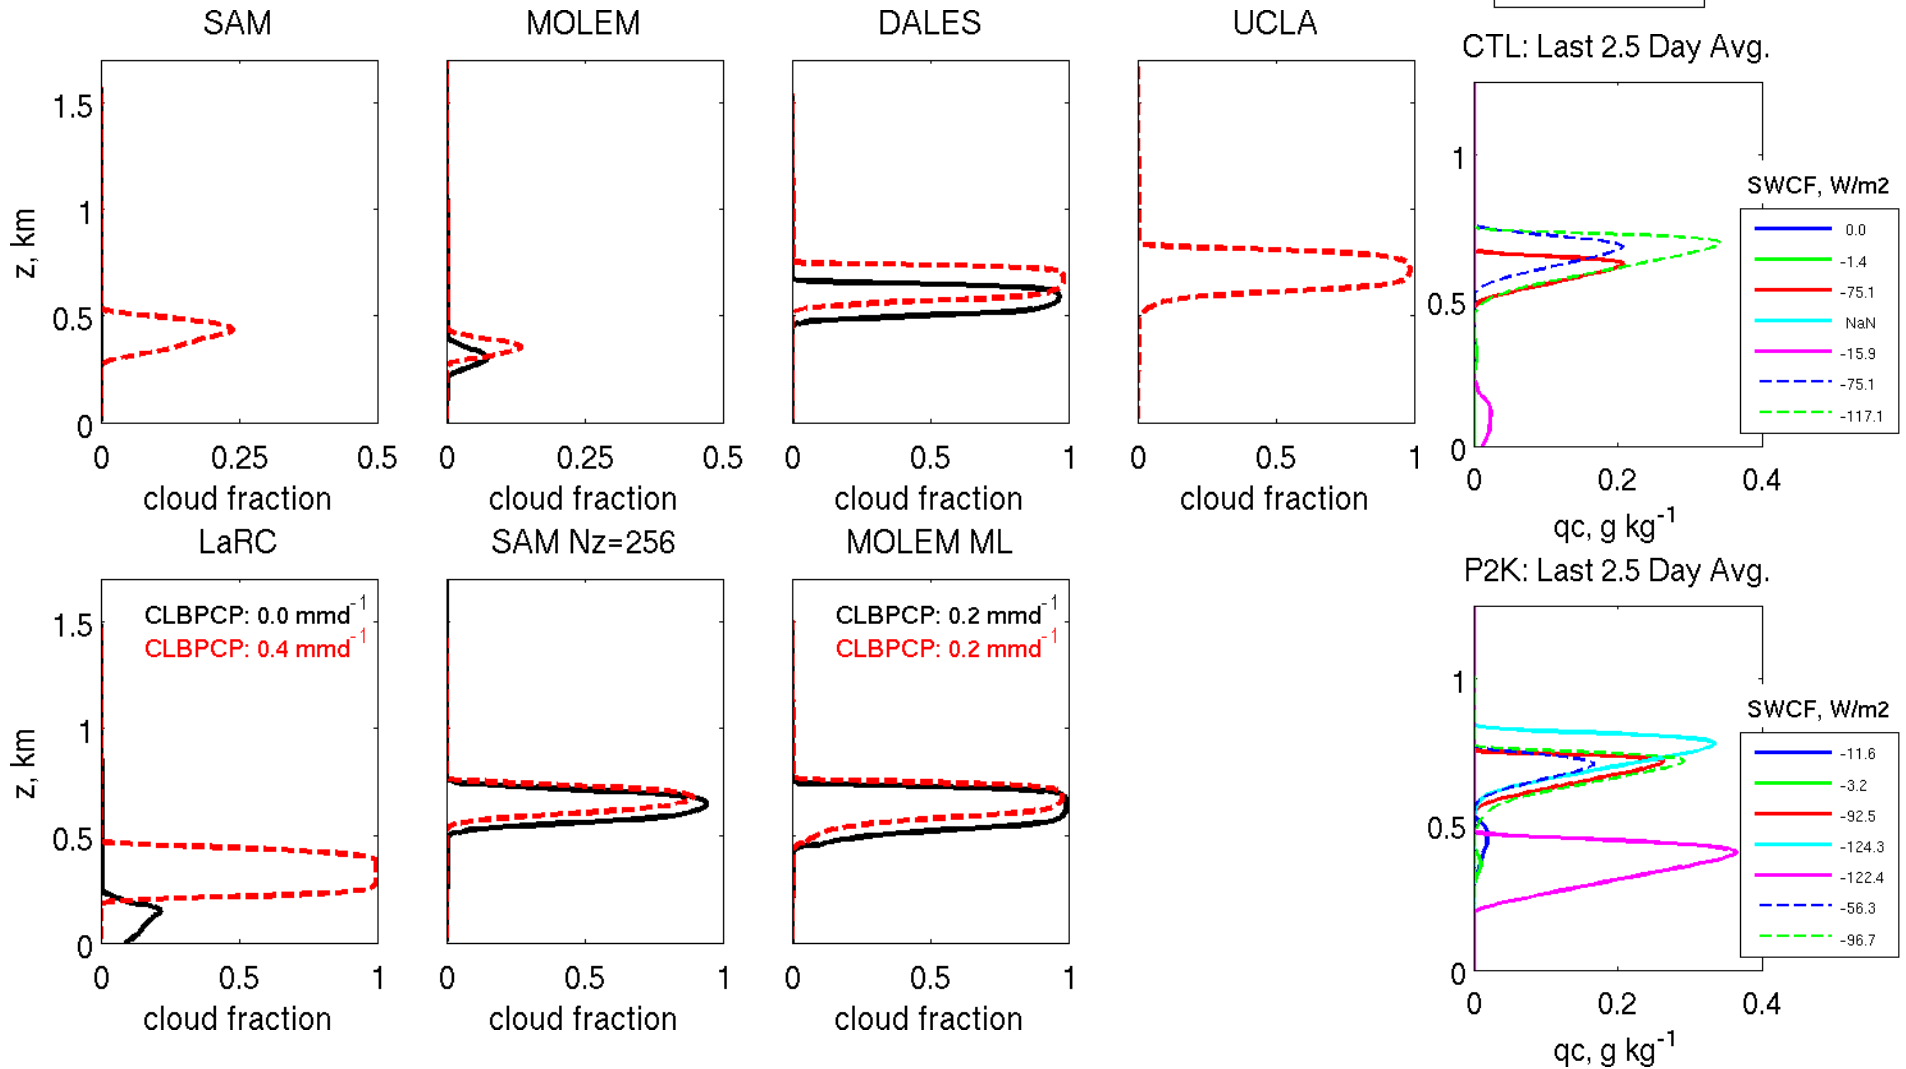 SAM
MOLEM
DALES
UCLA
CTL: Last 2.5 Day Avg.
z, km
1.5
1
0.5
0
0 0.25 0.5
cloud fraction
0 0.25 0.5
cloud fraction
0 0.5 1
cloud fraction
0 0.5 1
cloud fraction
1
0.5
0
0 0.2 0.4
qc, g kg-1
SWCF, W/m2
0.0
-1.4
-75.1
NaN
-15.9
-75.1
-117.1
LaRC
SAM Nz=256
MOLEM ML
P2K: Last 2.5 Day Avg.
z, km
1.5
1
0.5
0
CLBPCP: 0.0 mmd-1
CLBPCP: 0.4 mmd-1
0 0.5 1
cloud fraction
0 0.5 1
cloud fraction
CLBPCP: 0.2 mmd-1
CLBPCP: 0.2 mmd-1
0 0.5 1
cloud fraction
1
0.5
0
0 0.2 0.4
qc, g kg-1
SWCF, W/m2
-11.6
-3.2
-92.5
-124.3
-122.4
-56.3
-96.7